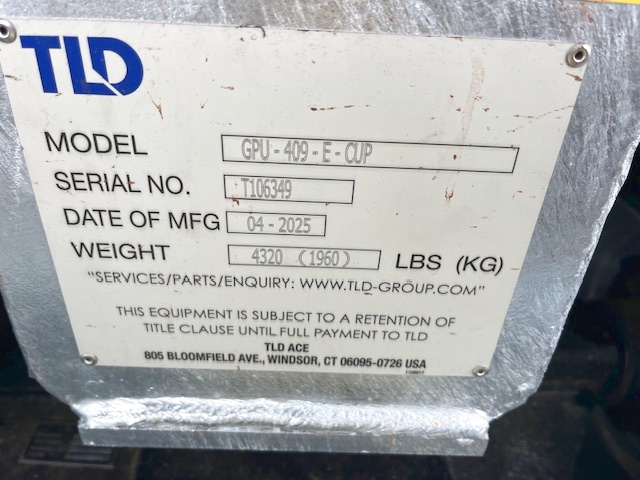 TLD
MODEL GPU-409-E-CUP
SERIAL NO. T106349
DATE OF MFG 04-2025
WEIGHT 4320 (1960) LBS (KG)
"SERVICES/PARTS/ENQUIRY: WWW.TLD-GROUP.COM"
THIS EQUIPMENT IS SUBJECT TO A RETENTION OF
TITLE CLAUSE UNTIL FULL PAYMENT TO TLD
TLD ACE
805 BLOOMFIELD AVE., WINDSOR, CT 06095-0726 USA